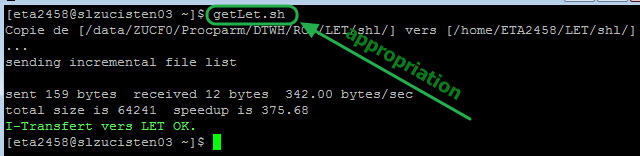 [eta2458@slzucisten03 ~]$ getLet.sh
Copie de [/data/ZUCF0/Procparm/DTWH/RO /LET/shl/] vers [/home/ETA2458/LET/shl/]
...
sending incremental file list
sent 159 bytes received 12 bytes 342.00 bytes/sec
total size is 64241 speedup is 375.68
I-Transfert vers LET OK.
[eta2458@slzucisten03 ~]$
appropriation